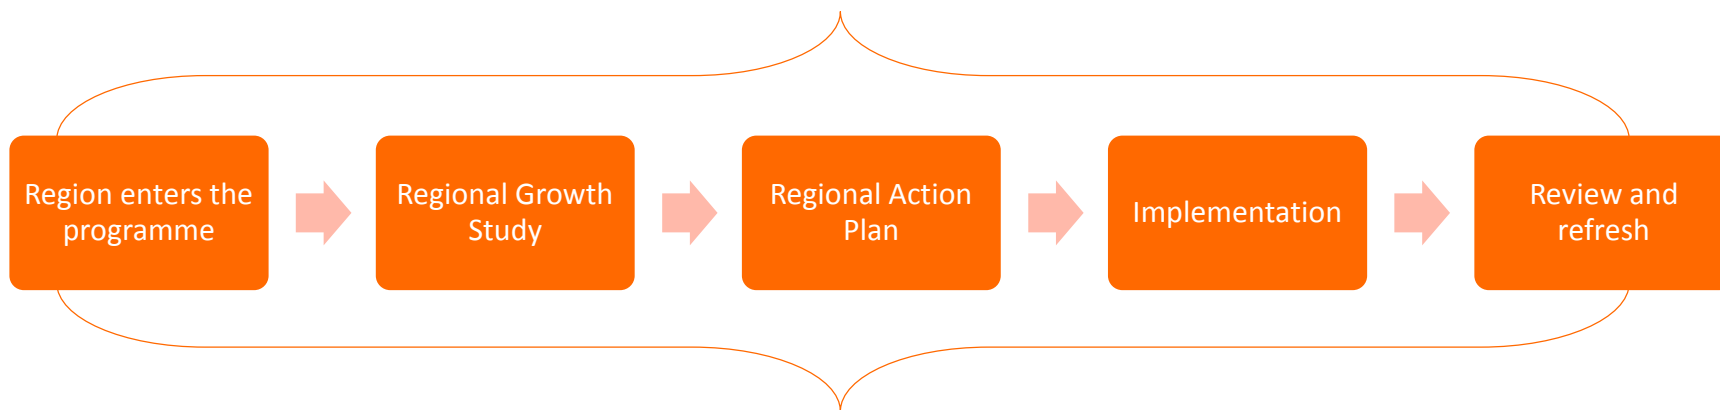 Region enters the
programme
Regional Growth
Study
Regional Action
Plan
Implementation
Review and
refresh